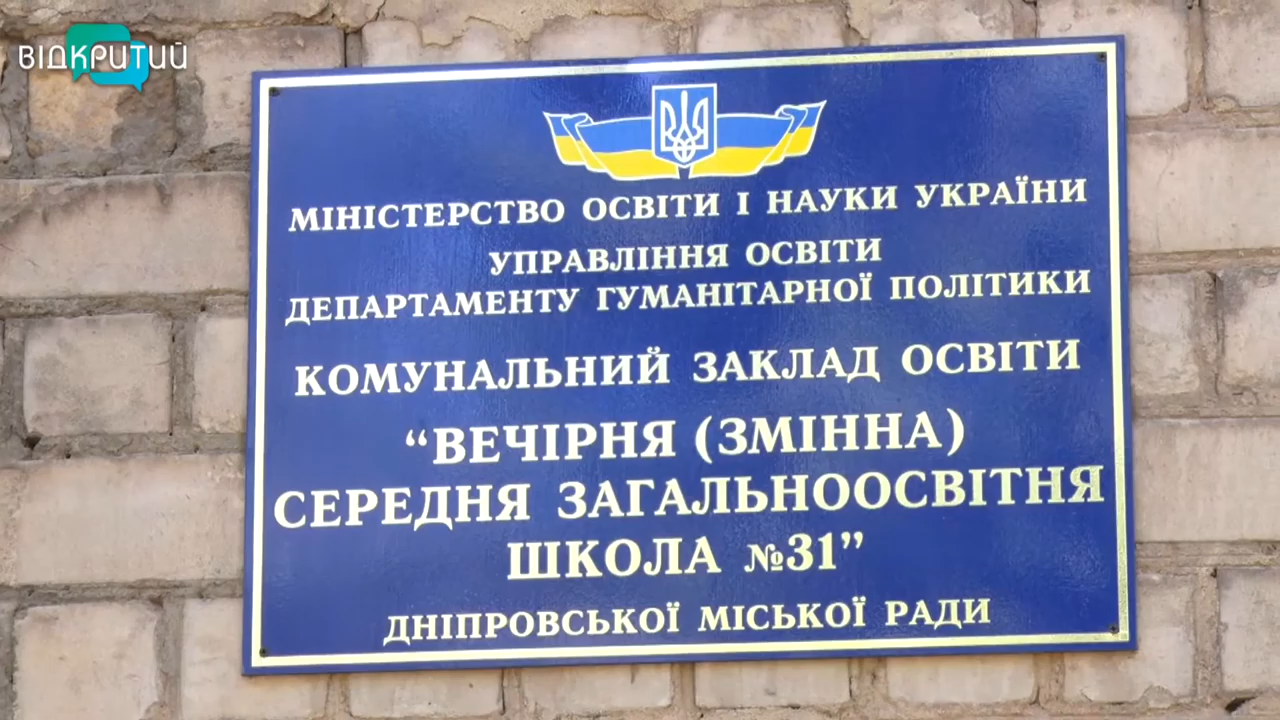 ВІДКРИТИЙ
МІНІСТЕРСТВО ОСВІТИ І НАУКИ УКРАЇНИ
УПРАВЛІННЯ ОСВІТИ
ДЕПАРТАМЕНТУ ГУМАНІТАРНОЇ ПОЛІТИКИ
КОМУНАЛЬНИЙ ЗАКЛАД ОСВІТИ
“ВЕЧІРНЯ (ЗМІННА)
СЕРЕДНЯ ЗАГАЛЬНООСВІТНЯ
ШКОЛА №31”
ДНІПРОВСЬКОЇ МІСЬКОЇ РАДИ